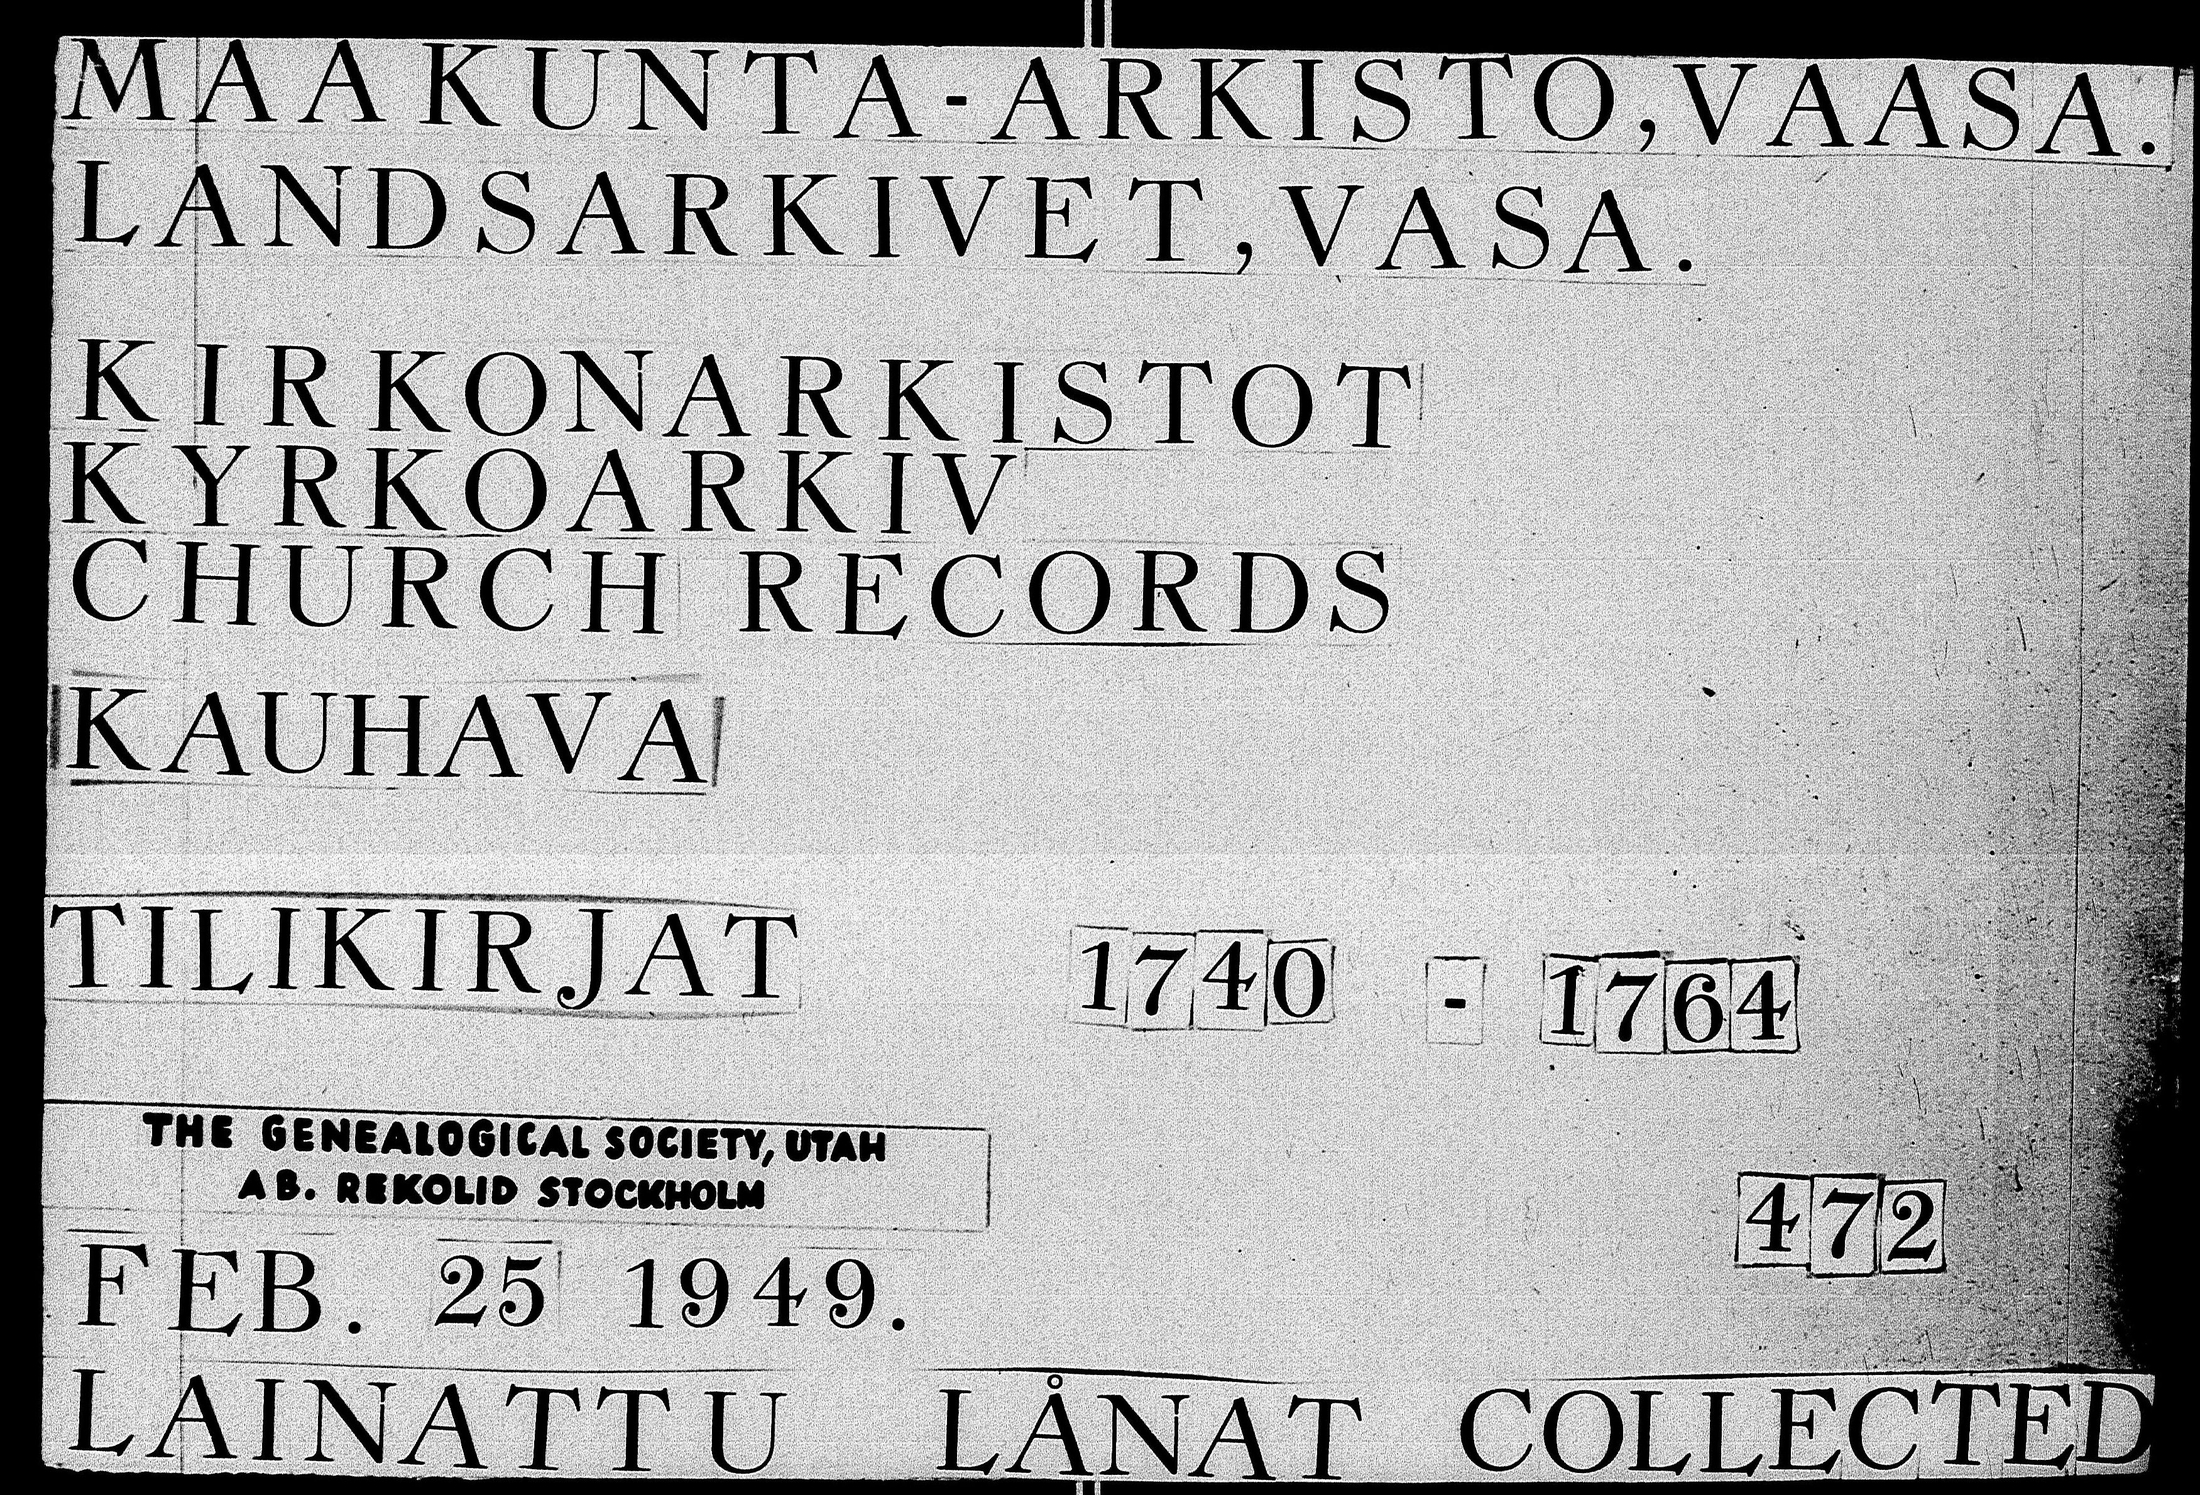 MAAKUNTA-ARKISTO, VAASA.
LANDSARKIVET, VASA.
KIRKONARKISTOT
KYRKOARKIV
CHURCH RECORDS
KAUHAVA
TILIKIRJAT 1740 - 1764
THE GENEALOGICAL SOCIETY, UTAH
AB. REKOLID STOCKHOLM
472
FEB. 25 1949.
LAINATTU LÅNAT COLLECTED